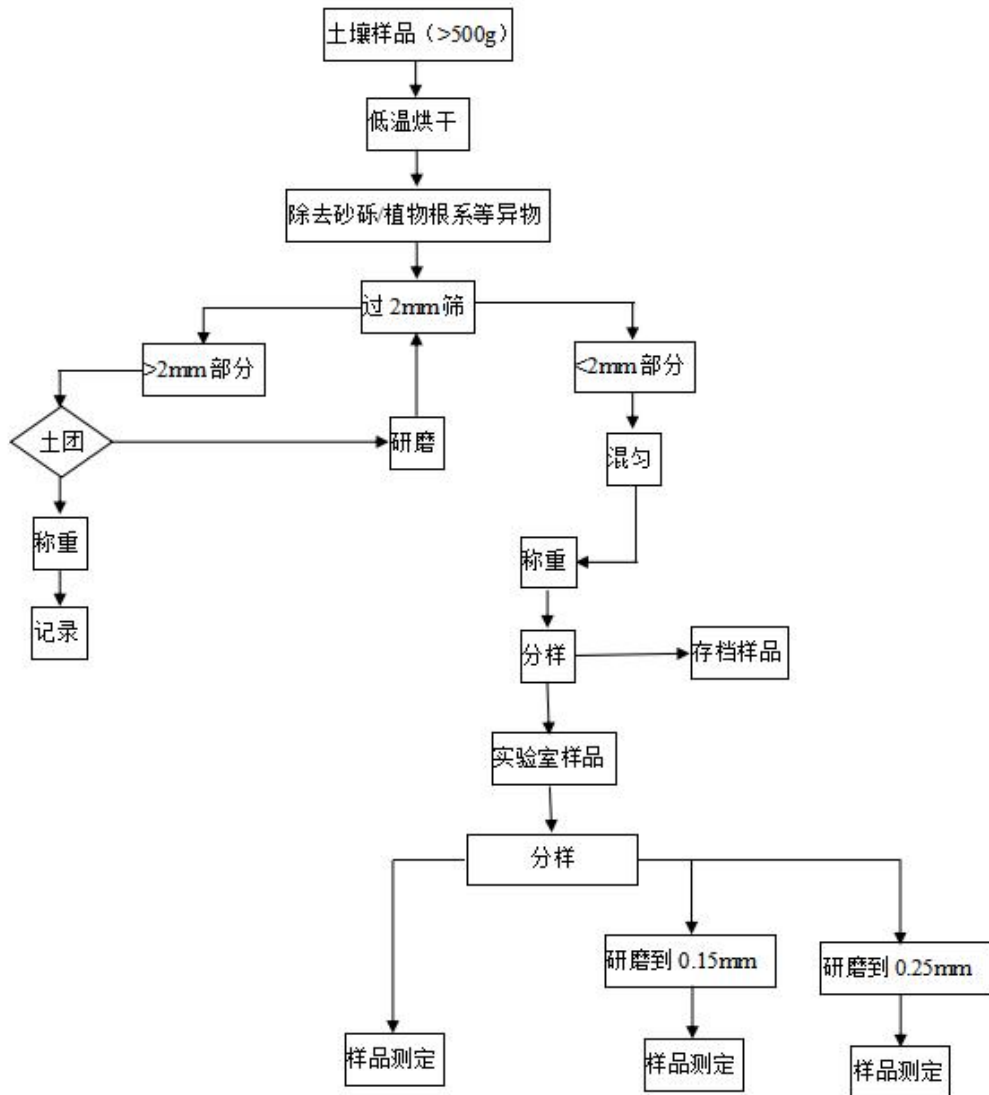 土壤样品（>500g）
低温烘干
除去砂砾/植物根系等异物
过 2mm 筛
>2mm 部分
<2mm 部分
土团
研磨
混匀
称重
称重
记录
分样
存档样品
实验室样品
分样
研磨到 0.15mm
研磨到 0.25mm
样品测定
样品测定
样品测定